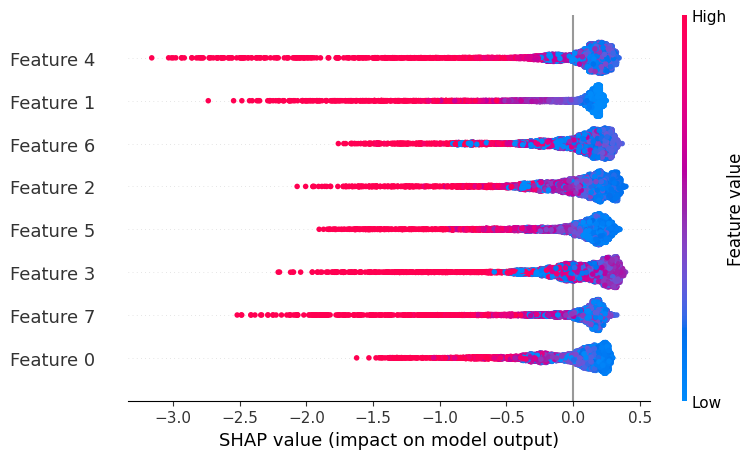 High
Feature 4
Feature 1
Feature 6
Feature 2
Feature 5
Feature 3
Feature 7
Feature 0
Feature value
Low
−3.0 −2.5 −2.0 −1.5 −1.0 −0.5 0.0 0.5
SHAP value (impact on model output)